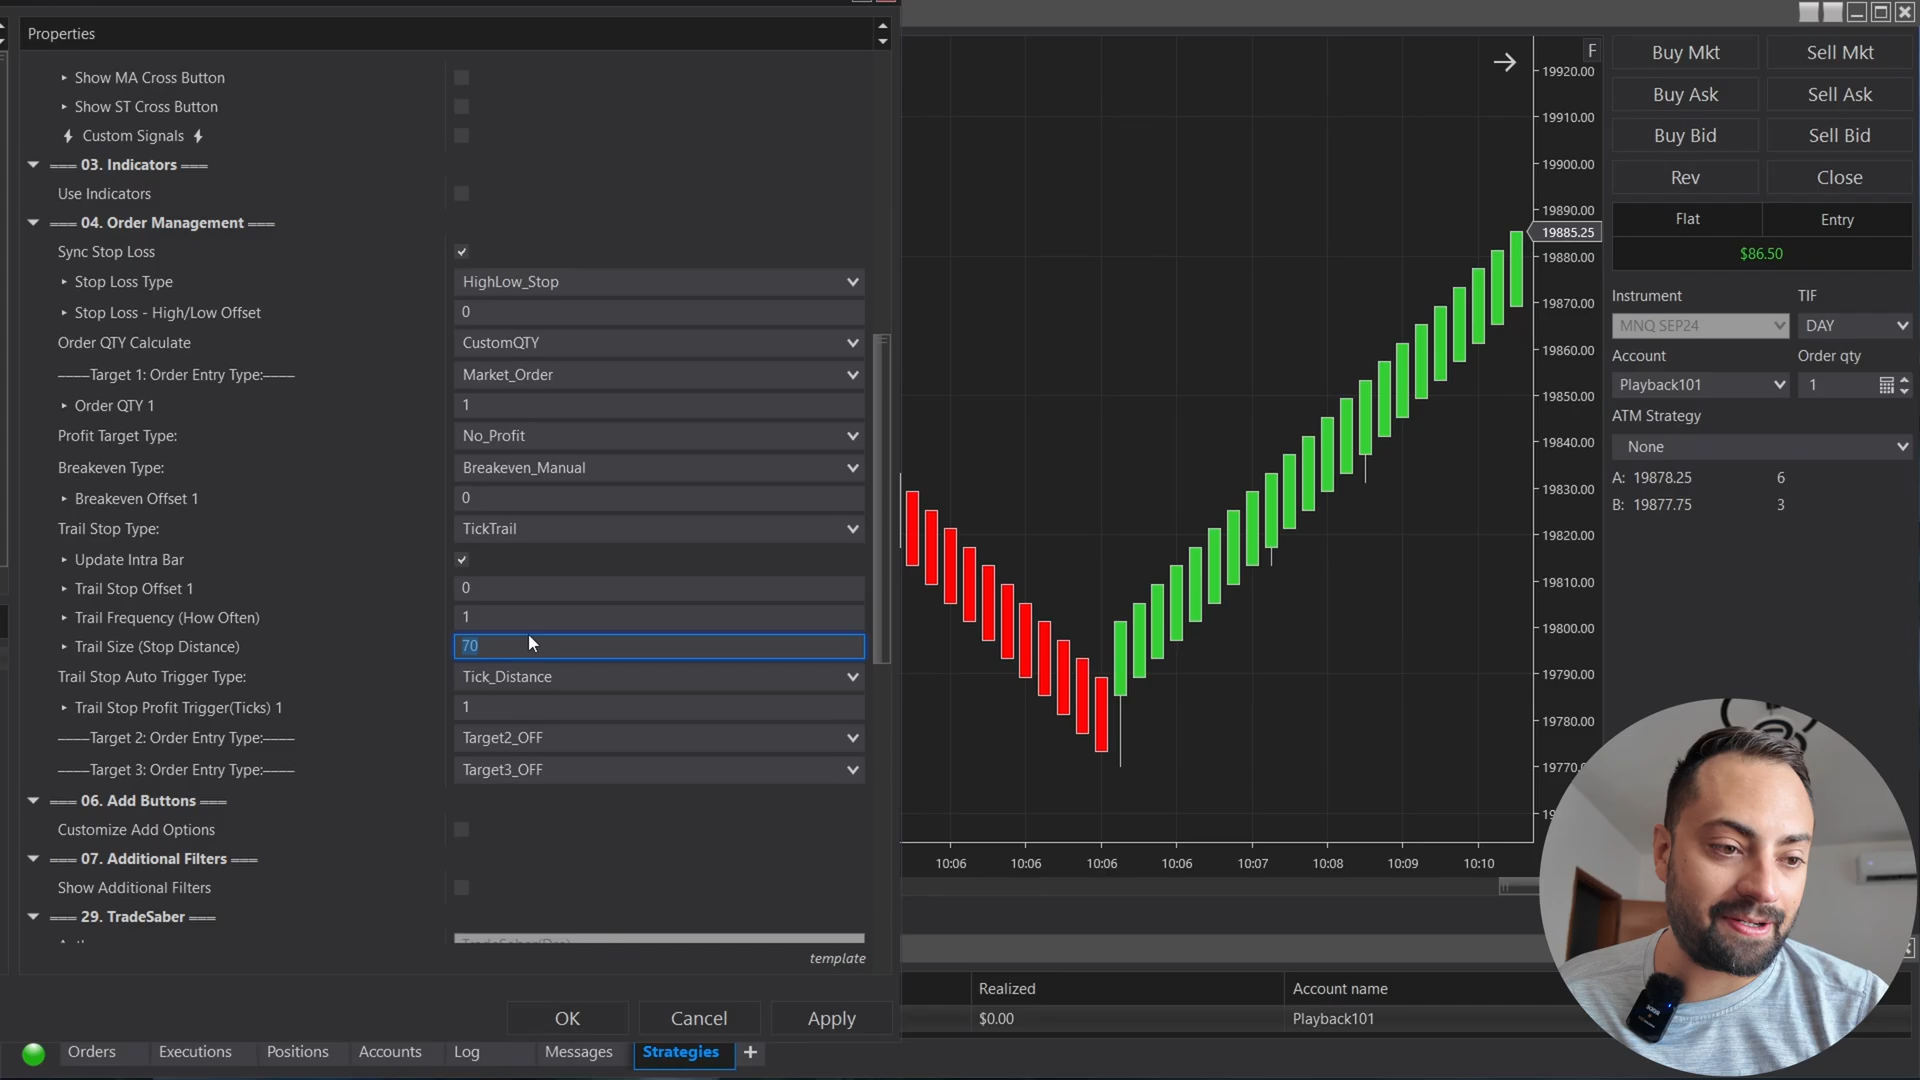 Properties
Show MA Cross Button
Show ST Cross Button
Custom Signals
=== 03. Indicators ===
Use Indicators
=== 04. Order Management ===
Sync Stop Loss
Stop Loss Type HighLow_Stop
Stop Loss - High/Low Offset 0
Order QTY Calculate CustomQTY
----Target 1: Order Entry Type:---- Market_Order
Order QTY 1 1
Profit Target Type: No_Profit
Breakeven Type: Breakeven_Manual
Breakeven Offset 1 0
Trail Stop Type: TickTrail
Update Intra Bar
Trail Stop Offset 1 0
Trail Frequency (How Often) 1
Trail Size (Stop Distance) 70
Trail Stop Auto Trigger Type: Tick_Distance
Trail Stop Profit Trigger(Ticks) 1 1
----Target 2: Order Entry Type:---- Target2_OFF
----Target 3: Order Entry Type:---- Target3_OFF
=== 06. Add Buttons ===
Customize Add Options
=== 07. Additional Filters ===
Show Additional Filters
=== 29. TradeSaber ===
template
OK Cancel Apply
F
19920.00
19910.00
19900.00
19890.00
19885.25
19880.00
19870.00
19860.00
19850.00
19840.00
19830.00
19820.00
19810.00
19800.00
19790.00
19780.00
10:06 10:06 10:06 10:06 10:07 10:08 10:09 10:10
Buy Mkt Sell Mkt
Buy Ask Sell Ask
Buy Bid Sell Bid
Rev Close
Flat Entry
$86.50
Instrument TIF
MNQ SEP24 DAY
Account Order qty
Playback101 1
ATM Strategy
None
A: 19878.25 6
B: 19877.75 3
Realized Account name
$0.00 Playback101
Orders Executions Positions Accounts Log Messages Strategies +